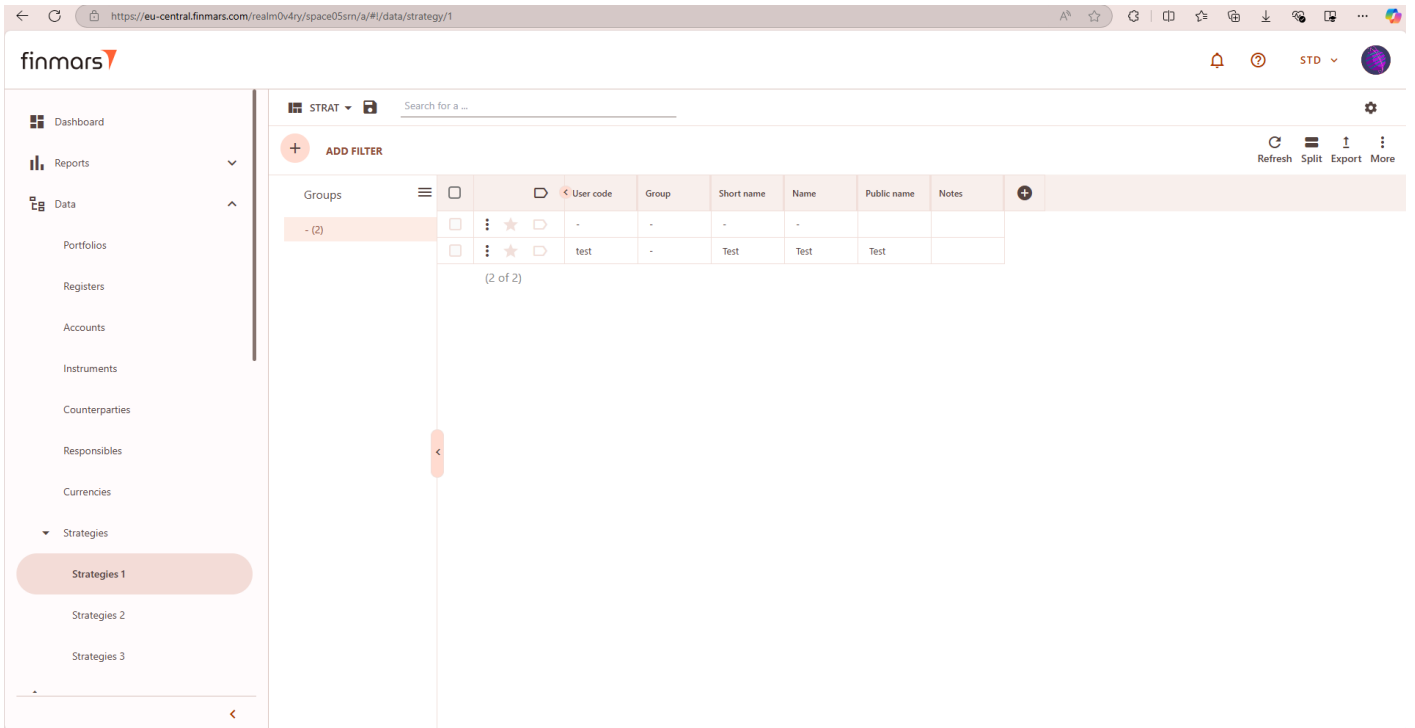 https://eu-central.finmars.com/realm0v4ry/space05srn/a/#!/data/strategy/1
finmars
STD
Dashboard
Reports
Data
Portfolios
Registers
Accounts
Instruments
Counterparties
Responsibles
Currencies
Strategies
Strategies 1
Strategies 2
Strategies 3
STRAT
Search for a ...
ADD FILTER
Refresh Split Export More
Groups
- (2)
User code Group Short name Name Public name Notes
- - - -
test - Test Test Test
(2 of 2)